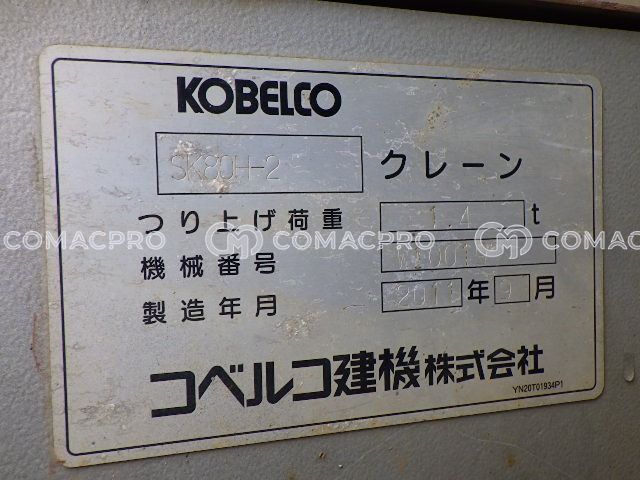 KOBELCO
SK80H-2 クレーン
つり上げ荷重 1.4 t
COMACPRO COMACPRO COMACPRO
機械番号
製造年月 2011 年 9 月
コベルコ建機株式会社
YN20T01934P1